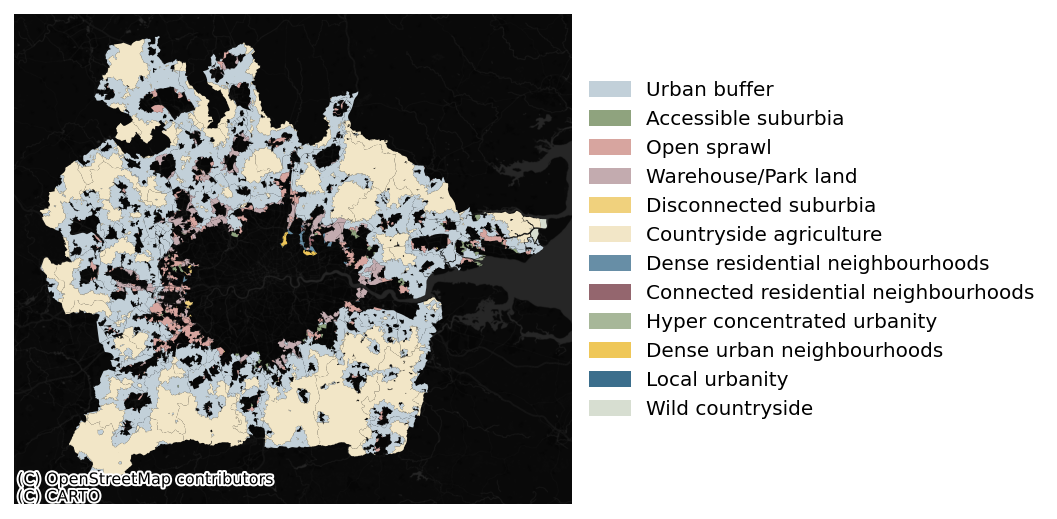 Urban buffer
Accessible suburbia
Open sprawl
Warehouse/Park land
Disconnected suburbia
Countryside agriculture
Dense residential neighbourhoods
Connected residential neighbourhoods
Hyper concentrated urbanity
Dense urban neighbourhoods
Local urbanity
Wild countryside
(C) OpenStreetMap contributors
(C) CARTO